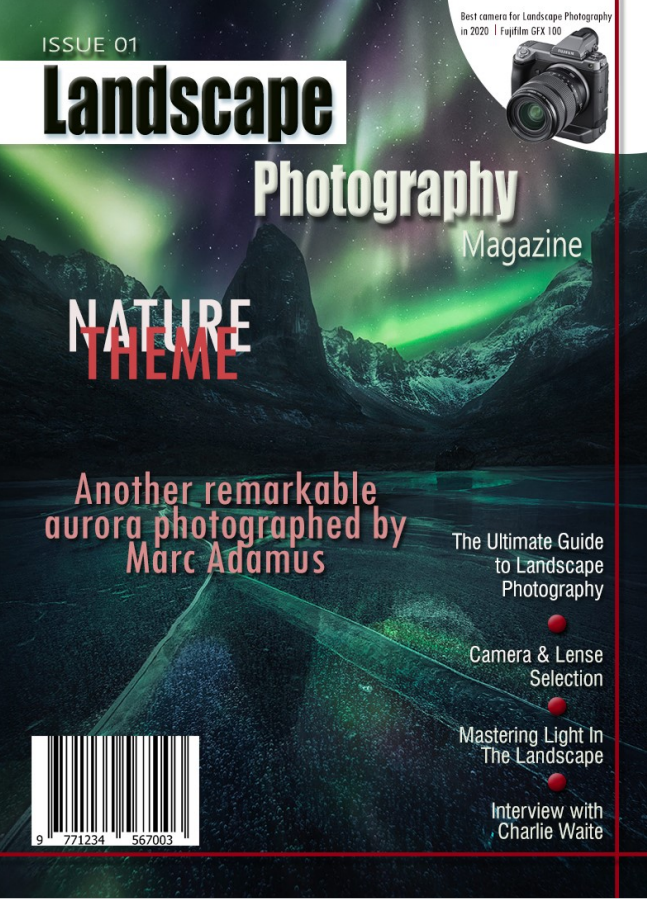 Best camera for Landscape Photography
in 2020 | Fujifilm GFX 100
FUJIFILM
ISSUE 01
Landscape
Photography
Magazine
NATURE
THEME
Another remarkable
aurora photographed by
Marc Adamus
The Ultimate Guide
to Landscape
Photography
Camera & Lense
Selection
Mastering Light In
The Landscape
Interview with
Charlie Waite
9 771234 567003